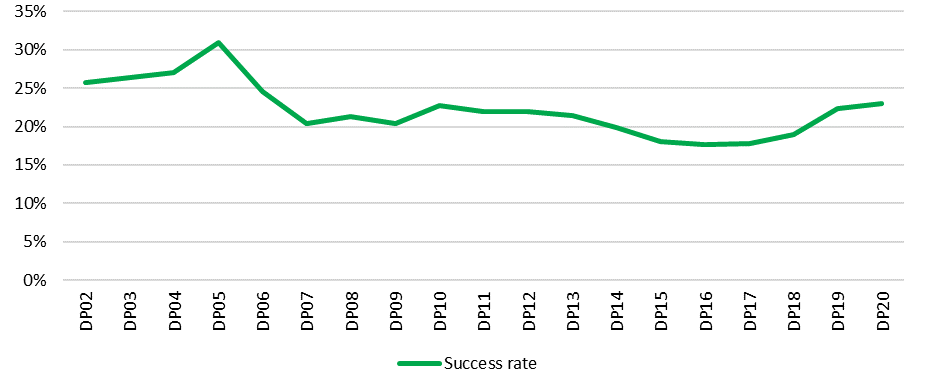 35%
30%
25%
20%
15%
10%
5%
0%
DP02
DP03
DP04
DP05
DP06
DP07
DP08
DP09
DP10
DP11
DP12
DP13
DP14
DP15
DP16
DP17
DP18
DP19
DP20
Success rate